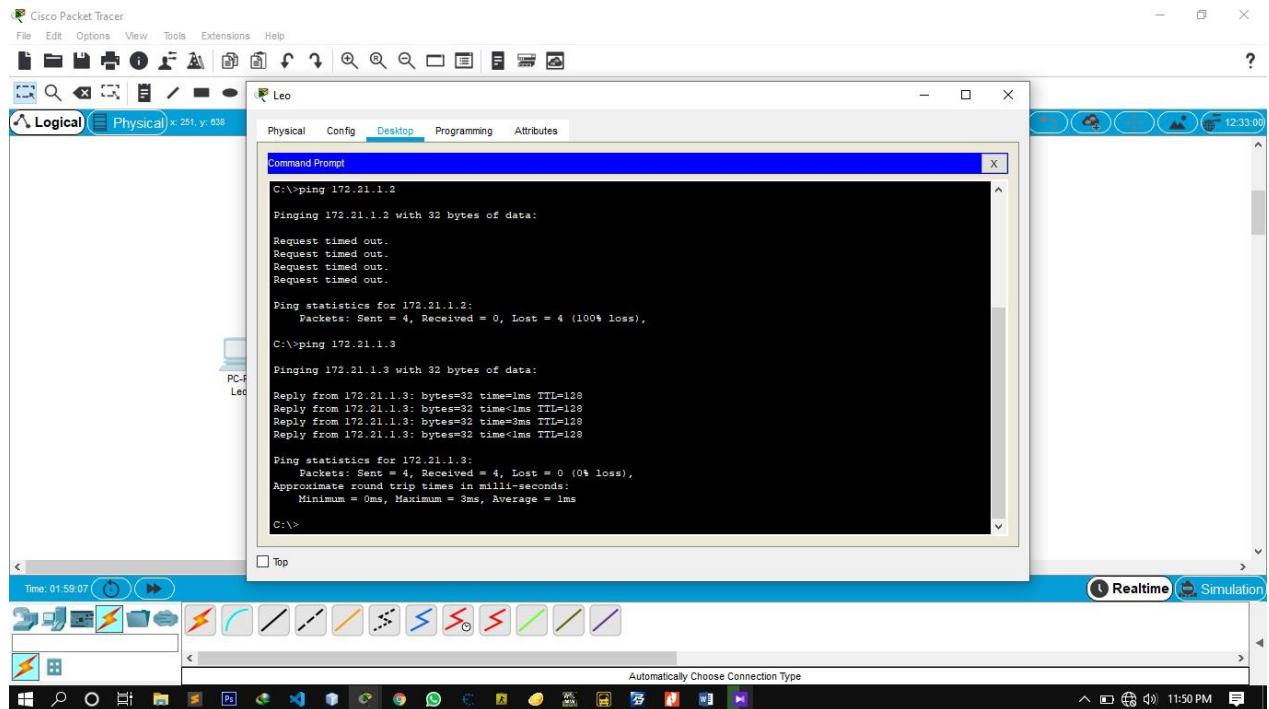 Cisco Packet Tracer
File Edit Options View Tools Extensions Help
?
Logical Physical x: 251, y: 638
12:33:00
Leo
Physical Config Desktop Programming Attributes
Command Prompt
X
C:\>ping 172.21.1.2
Pinging 172.21.1.2 with 32 bytes of data:
Request timed out.
Request timed out.
Request timed out.
Request timed out.
Ping statistics for 172.21.1.2:
Packets: Sent = 4, Received = 0, Lost = 4 (100% loss),
C:\>ping 172.21.1.3
Pinging 172.21.1.3 with 32 bytes of data:
Reply from 172.21.1.3: bytes=32 time=1ms TTL=128
Reply from 172.21.1.3: bytes=32 time<1ms TTL=128
Reply from 172.21.1.3: bytes=32 time=3ms TTL=128
Reply from 172.21.1.3: bytes=32 time<1ms TTL=128
Ping statistics for 172.21.1.3:
Packets: Sent = 4, Received = 4, Lost = 0 (0% loss),
Approximate round trip times in milli-seconds:
Minimum = 0ms, Maximum = 3ms, Average = 1ms
C:\>
Top
PC-
Leo
Time: 01:59:07
Realtime Simulation
Automatically Choose Connection Type
Ps
11:50 PM